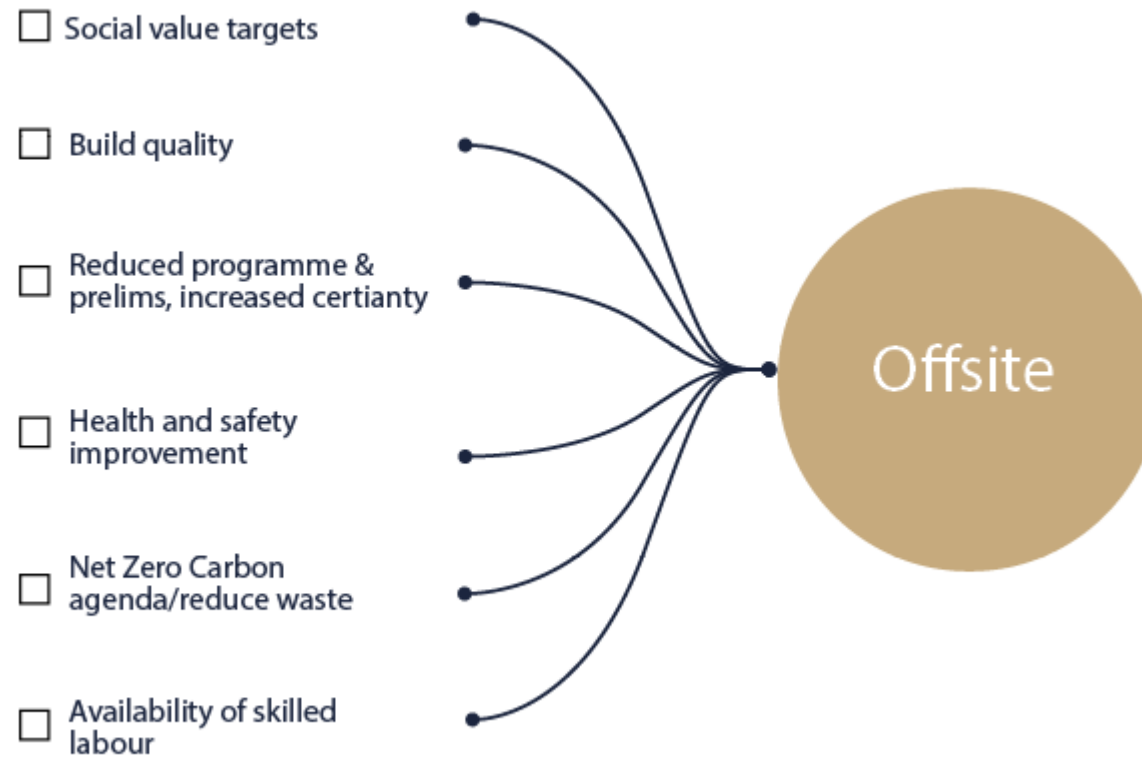 Social value targets
Build quality
Reduced programme &
prelims, increased certianty
Health and safety
improvement
Net Zero Carbon
agenda/reduce waste
Availability of skilled
labour
Offsite